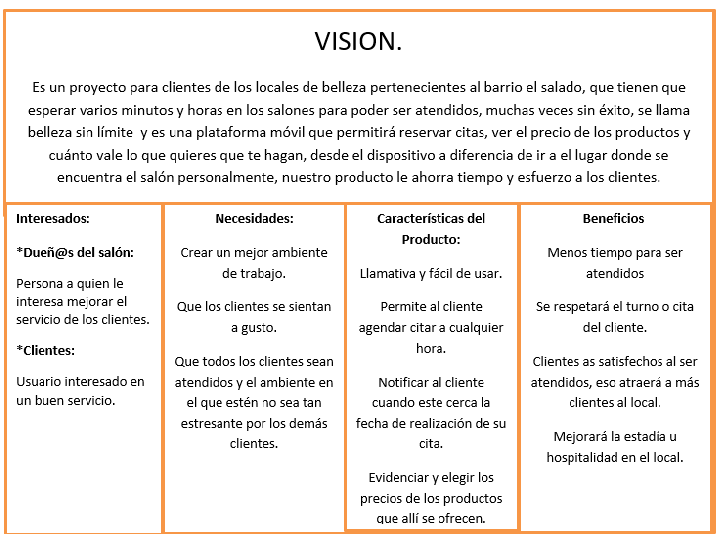 VISION.
Es un proyecto para clientes de los locales de belleza pertenecientes al barrio el salado, que tienen que
esperar varios minutos y horas en los salones para poder ser atendidos, muchas veces sin éxito, se llama
belleza sin límite y es una plataforma móvil que permitirá reservar citas, ver el precio de los productos y
cuánto vale lo que quieres que te hagan, desde el dispositivo a diferencia de ir a el lugar donde se
encuentra el salón personalmente, nuestro producto le ahorra tiempo y esfuerzo a los clientes.
Interesados:
*Dueñ@s del salón:
Persona a quien le
interesa mejorar el
servicio de los clientes.
*Clientes:
Usuario interesado en
un buen servicio.
Necesidades:
Crear un mejor ambiente
de trabajo.
Que los clientes se sientan
a gusto.
Que todos los clientes sean
atendidos y el ambiente en
el que estén no sea tan
estresante por los demás
clientes.
Características del
Producto:
Llamativa y fácil de usar.
Permite al cliente
agendar citar a cualquier
hora.
Notificar al cliente
cuando este cerca la
fecha de realización de su
cita.
Evidenciar y elegir los
precios de los productos
que allí se ofrecen.
Beneficios
Menos tiempo para ser
atendidos
Se respetará el turno o cita
del cliente.
Clientes as satisfechos al ser
atendidos, eso atraerá a más
clientes al local.
Mejorará la estadía u
hospitalidad en el local.